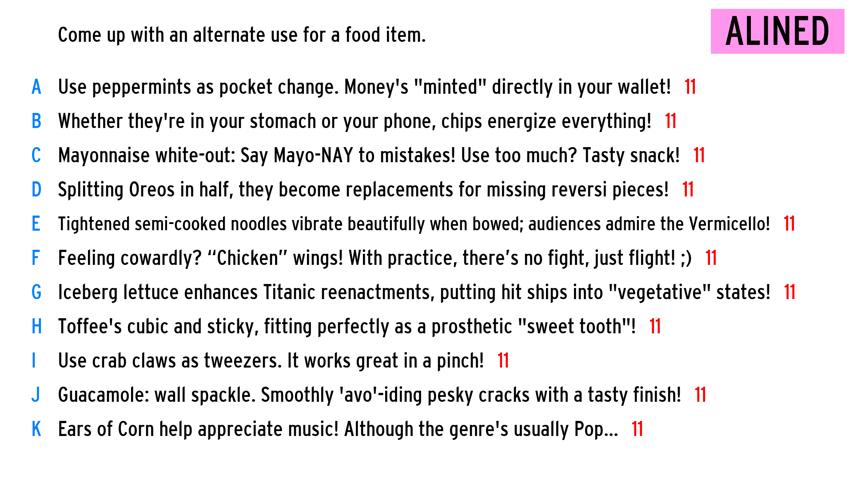 Come up with an alternate use for a food item.
ALINED
A Use peppermints as pocket change. Money's "minted" directly in your wallet! 11
B Whether they're in your stomach or your phone, chips energize everything! 11
C Mayonnaise white-out: Say Mayo-NAY to mistakes! Use too much? Tasty snack! 11
D Splitting Oreos in half, they become replacements for missing reversi pieces! 11
E Tightened semi-cooked noodles vibrate beautifully when bowed; audiences admire the Vermicello! 11
F Feeling cowardly? “Chicken” wings! With practice, there’s no fight, just flight! ;) 11
G Iceberg lettuce enhances Titanic reenactments, putting hit ships into "vegetative" states! 11
H Toffee's cubic and sticky, fitting perfectly as a prosthetic "sweet tooth"! 11
I Use crab claws as tweezers. It works great in a pinch! 11
J Guacamole: wall spackle. Smoothly 'avo'-iding pesky cracks with a tasty finish! 11
K Ears of Corn help appreciate music! Although the genre's usually Pop... 11